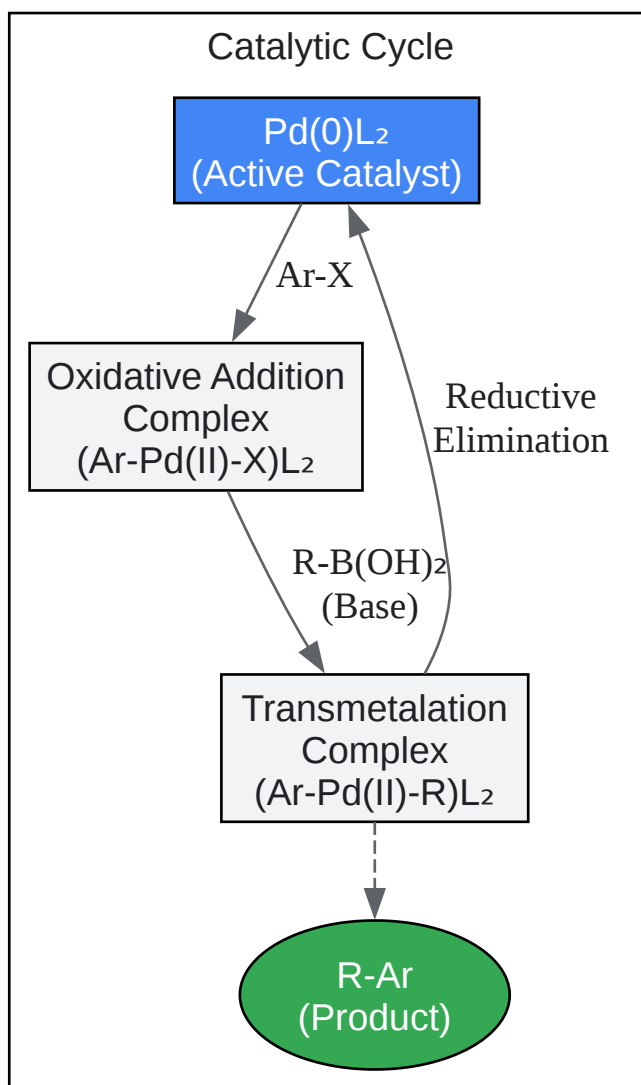 Catalytic Cycle
Pd(0)L₂
(Active Catalyst)
Ar-X
Oxidative Addition
Complex
(Ar-Pd(II)-X)L₂
Reductive
Elimination
R-B(OH)₂
(Base)
Transmetalation
Complex
(Ar-Pd(II)-R)L₂
R-Ar
(Product)